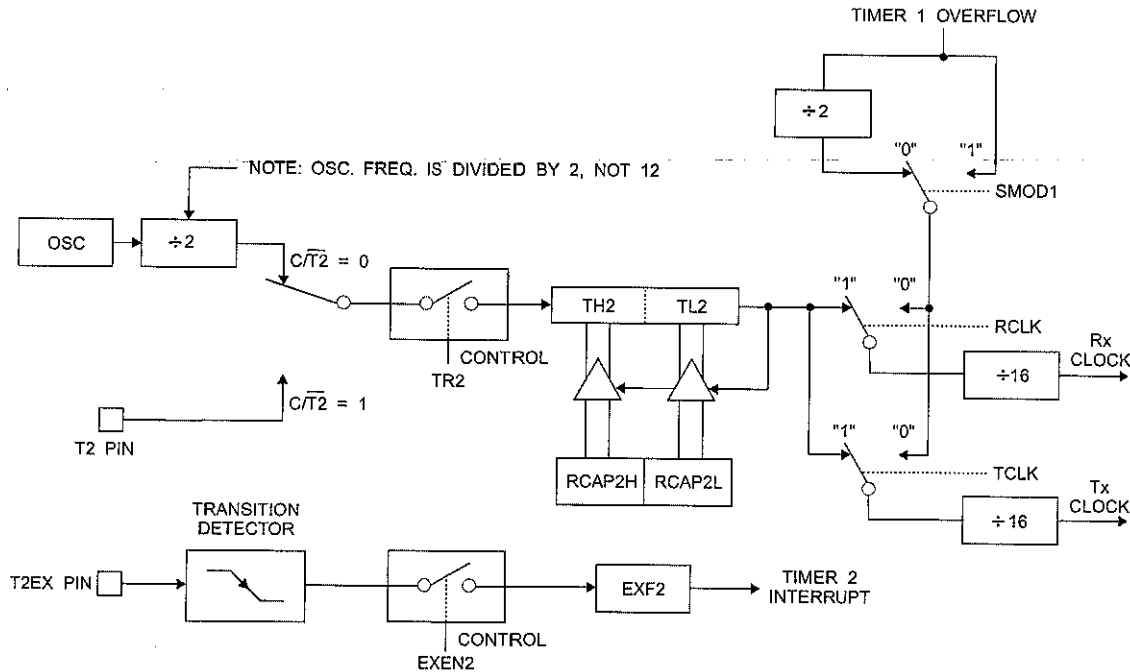 TIMER 1 OVERFLOW
÷2
"0" "1"
NOTE: OSC. FREQ. IS DIVIDED BY 2, NOT 12
SMOD1
OSC
÷2
C/T̅2̅ = 0
TH2 TL2
"1" "0"
RCLK
Rx
CLOCK
CONTROL
TR2
÷16
C/T̅2̅ = 1
T2 PIN
"1" "0"
RCAP2H RCAP2L
TCLK
Tx
CLOCK
÷16
TRANSITION
DETECTOR
T2EX PIN
EXF2
TIMER 2
INTERRUPT
CONTROL
EXEN2